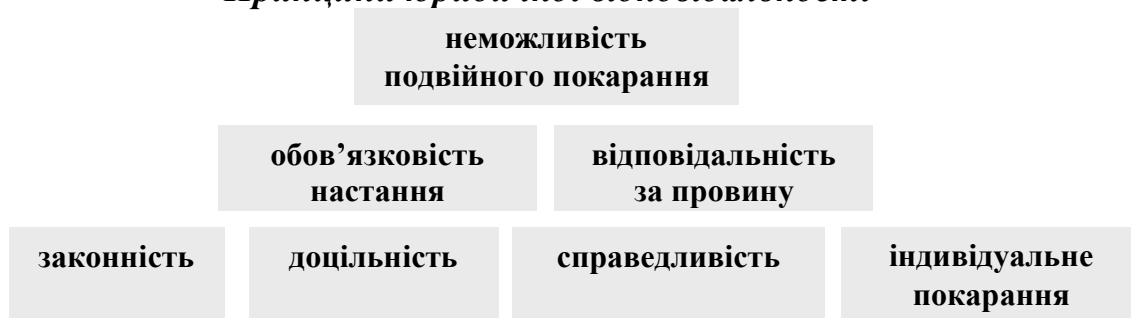 неможливість
подвійного покарання
обов’язковість
настання
відповідальність
за провину
законність
доцільність
справедливість
індивідуальне
покарання